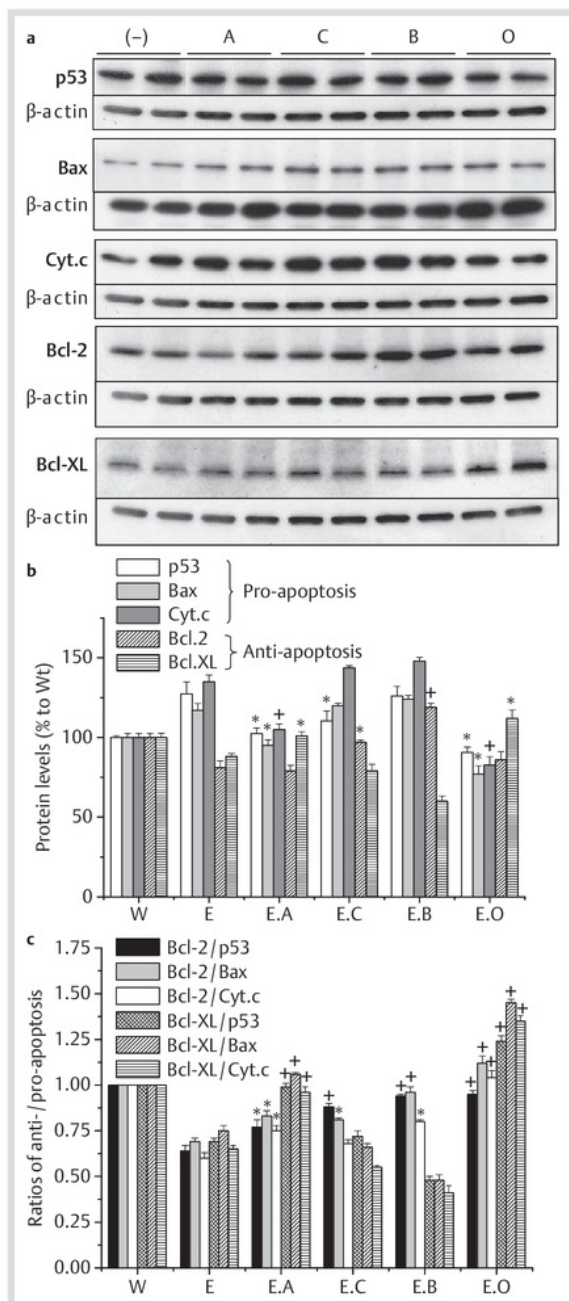 a (−) A C B O
p53
β-actin
Bax
β-actin
Cyt.c
β-actin
Bcl-2
β-actin
Bcl-XL
β-actin
b
p53
Bax
Cyt.c
Pro-apoptosis
Bcl.2
Bcl.XL
Anti-apoptosis
Protein levels (% to Wt)
150
100
50
0
+
* * + *
* * *
+
* * + *
W E E.A E.C E.B E.O
c
Bcl-2/p53
Bcl-2/Bax
Bcl-2/Cyt.c
Bcl-XL/p53
Bcl-XL/Bax
Bcl-XL/Cyt.c
Ratios of anti-/pro-apoptosis
1.75
1.50
1.25
1.00
0.75
0.50
0.25
0.00
* * * + + +
+ *
+ + *
+ + + + + +
W E E.A E.C E.B E.O